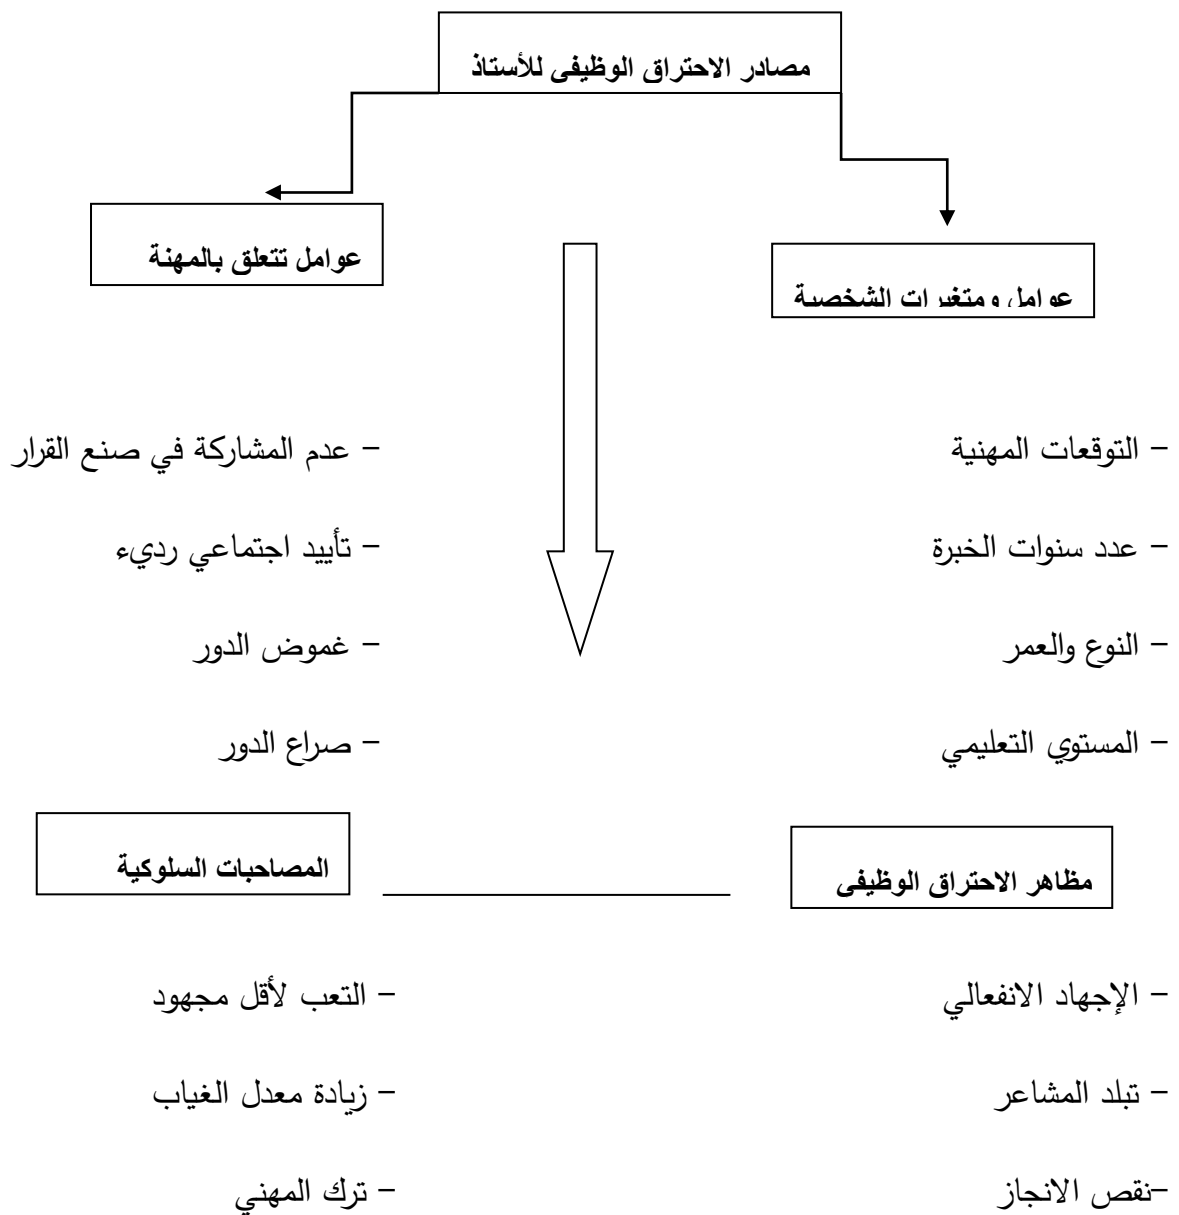 مصادر الاحتراق الوظيفي للأستاذ
عوامل ومتغيرات الشخصية
عوامل تتعلق بالمهنة
– التوقعات المهنية
– عدم المشاركة في صنع القرار
– عدد سنوات الخبرة
– تأييد اجتماعي رديء
– النوع والعمر
– غموض الدور
– المستوي التعليمي
– صراع الدور
مظاهر الاحتراق الوظيفي
المصاحبات السلوكية
– الإجهاد الانفعالي
– التعب لأقل مجهود
– تبلد المشاعر
– زيادة معدل الغياب
–نقص الانجاز
– ترك المهني